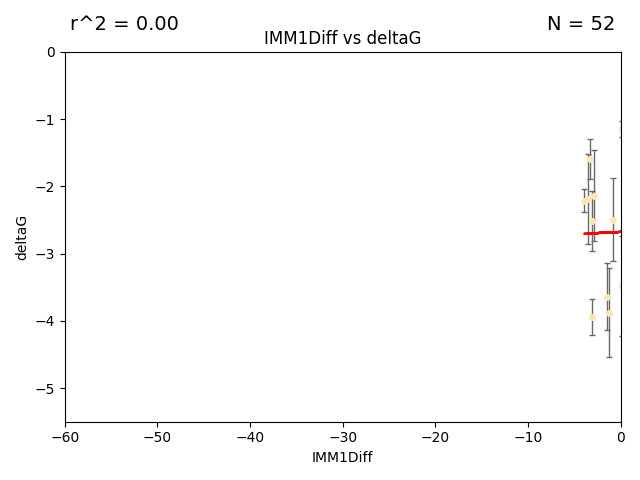 r^2 = 0.00
N = 52
IMM1Diff vs deltaG
0
−1
−2
−3
−4
−5
deltaG
−60 −50 −40 −30 −20 −10 0
IMM1Diff